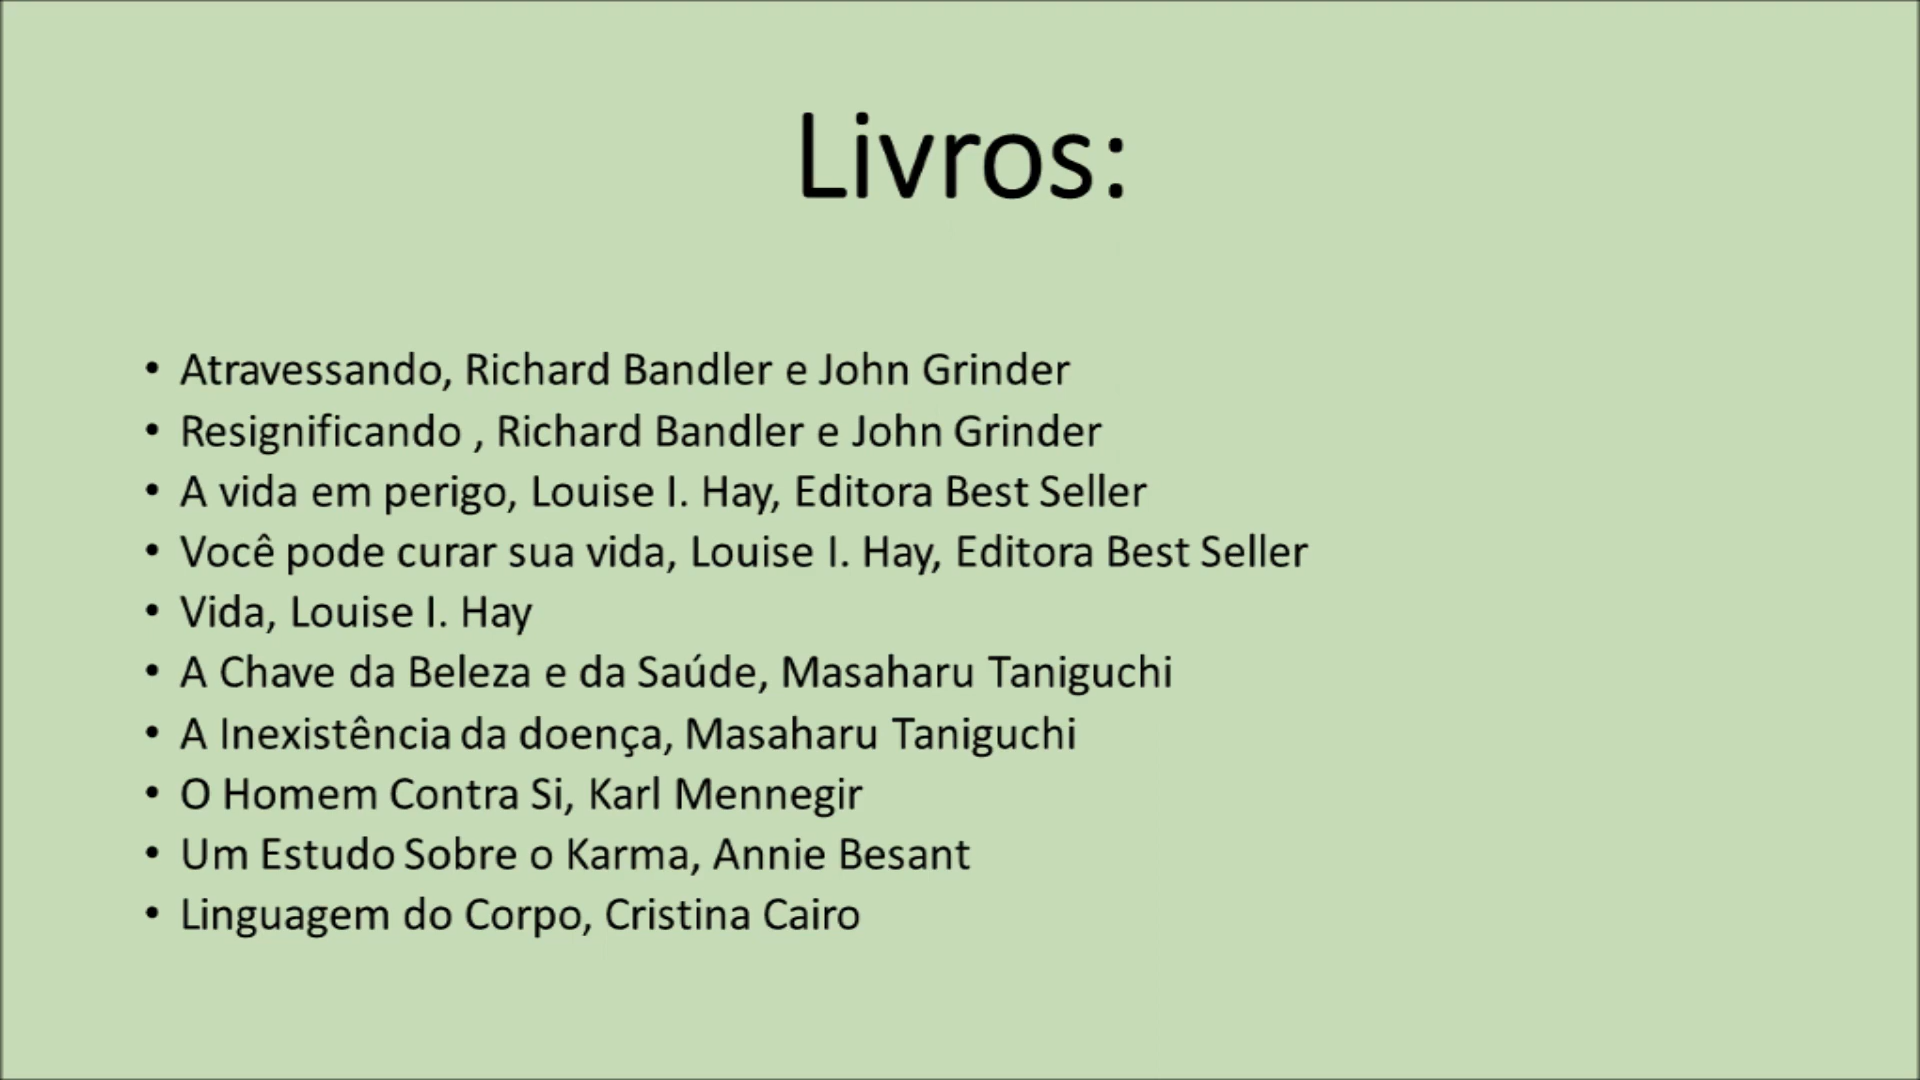 Livros:
• Atravessando, Richard Bandler e John Grinder
• Resignificando , Richard Bandler e John Grinder
• A vida em perigo, Louise I. Hay, Editora Best Seller
• Você pode curar sua vida, Louise I. Hay, Editora Best Seller
• Vida, Louise I. Hay
• A Chave da Beleza e da Saúde, Masaharu Taniguchi
• A Inexistência da doença, Masaharu Taniguchi
• O Homem Contra Si, Karl Mennegir
• Um Estudo Sobre o Karma, Annie Besant
• Linguagem do Corpo, Cristina Cairo